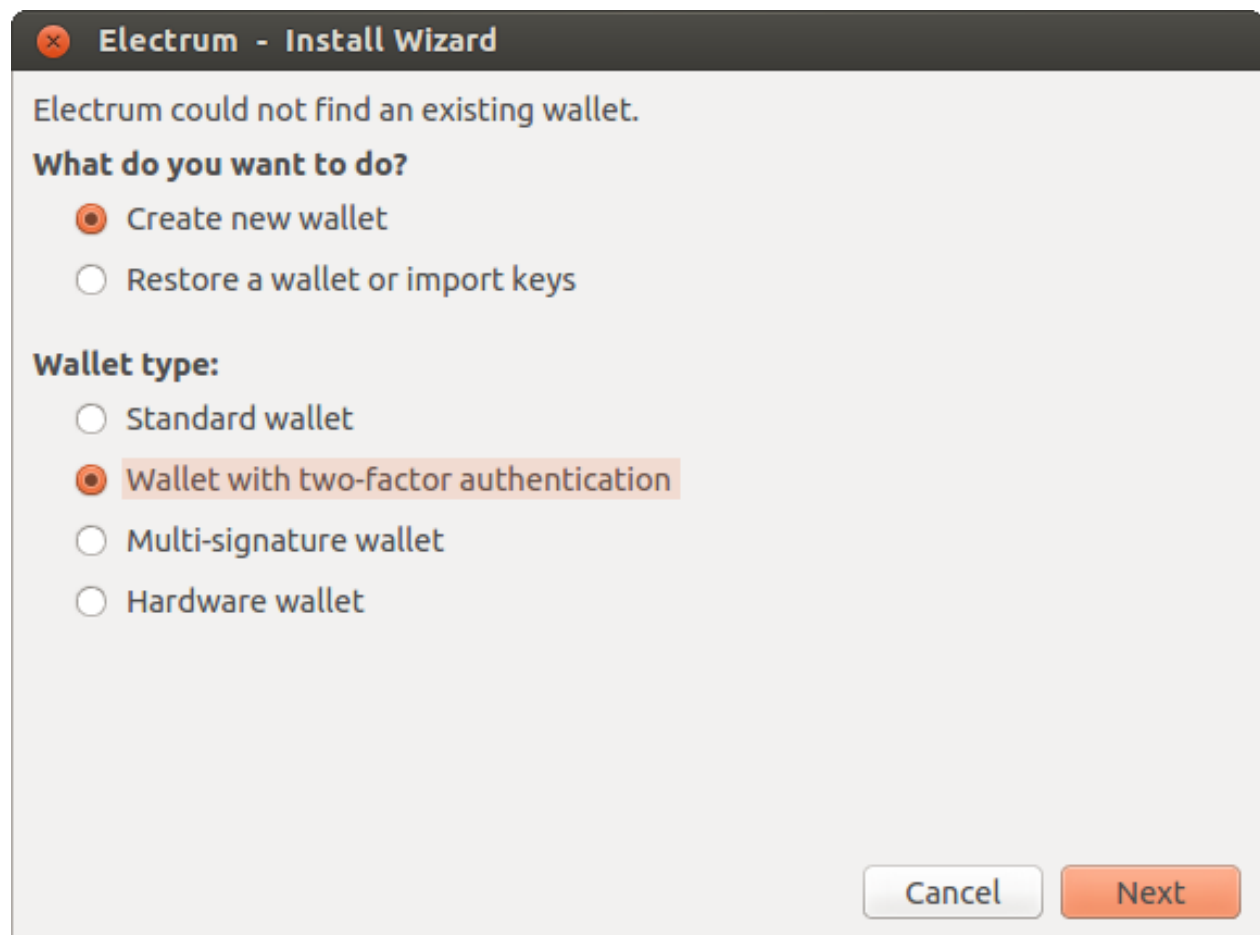 Electrum - Install Wizard
Electrum could not find an existing wallet.
What do you want to do?
Create new wallet
Restore a wallet or import keys
Wallet type:
Standard wallet
Wallet with two-factor authentication
Multi-signature wallet
Hardware wallet
Cancel Next